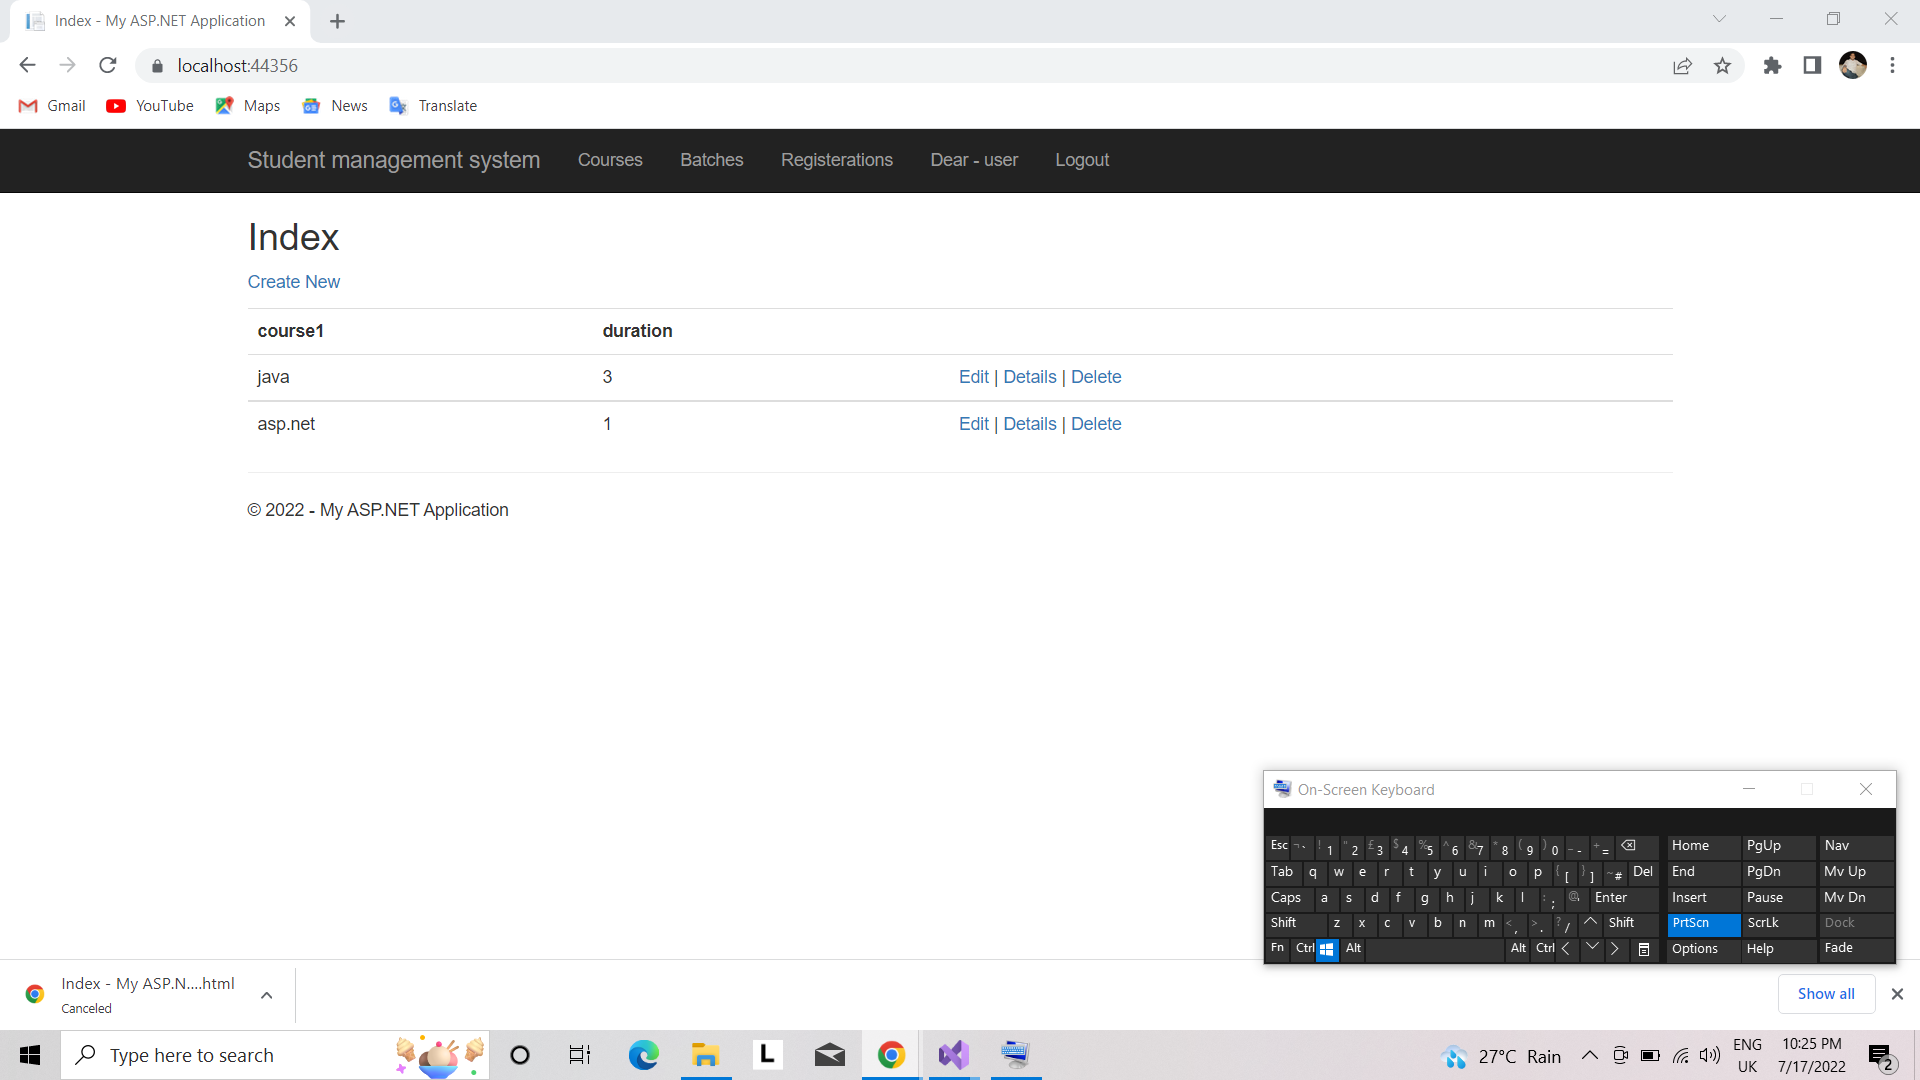 Index - My ASP.NET Application
localhost:44356
Gmail YouTube Maps News Translate
Student management system Courses Batches Registerations Dear - user Logout
Index
Create New
course1 duration
java 3 Edit | Details | Delete
asp.net 1 Edit | Details | Delete
© 2022 - My ASP.NET Application
On-Screen Keyboard
Esc ¬ ` ! 1 " 2 £ 3 $ 4 % 5 ^ 6 & 7 * 8 ( 9 ) 0 _ - + = Home PgUp Nav
Tab q w e r t y u i o p { [ } ] ~ # Del End PgDn Mv Up
Caps a s d f g h j k l : ; @ Enter Insert Pause Mv Dn
Shift z x c v b n m < , > . ? / Shift PrtScn ScrLk Dock
Fn Ctrl Alt Alt Ctrl Options Help Fade
Index - My ASP.N....html
Canceled
Show all
Type here to search
L
27°C Rain
ENG
UK
10:25 PM
7/17/2022
2